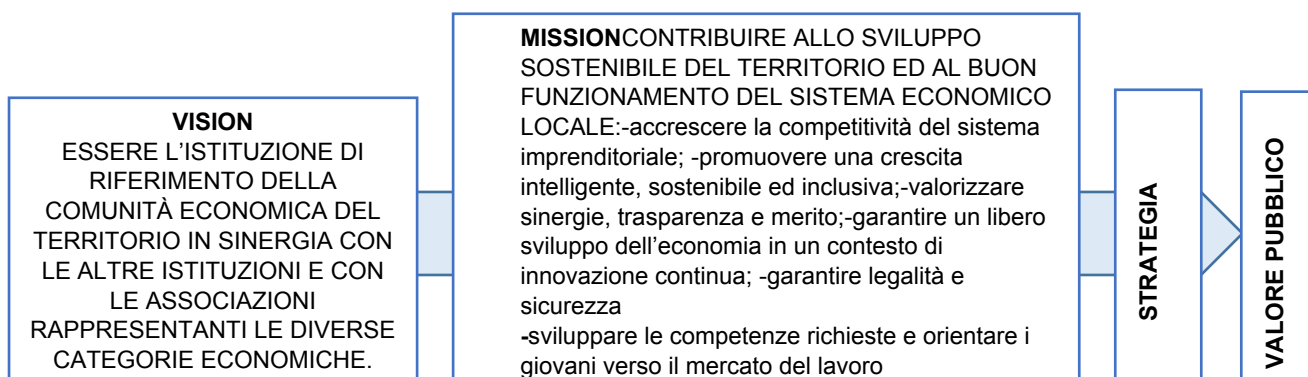 VISION
ESSERE L’ISTITUZIONE DI
RIFERIMENTO DELLA
COMUNITÀ ECONOMICA DEL
TERRITORIO IN SINERGIA CON
LE ALTRE ISTITUZIONI E CON
LE ASSOCIAZIONI
RAPPRESENTANTI LE DIVERSE
CATEGORIE ECONOMICHE.
MISSIONCONTRIBUIRE ALLO SVILUPPO
SOSTENIBILE DEL TERRITORIO ED AL BUON
FUNZIONAMENTO DEL SISTEMA ECONOMICO
LOCALE:-accrescere la competitività del sistema
imprenditoriale; -promuovere una crescita
intelligente, sostenibile ed inclusiva;-valorizzare
sinergie, trasparenza e merito;-garantire un libero
sviluppo dell’economia in un contesto di
innovazione continua; -garantire legalità e
sicurezza
-sviluppare le competenze richieste e orientare i
giovani verso il mercato del lavoro
STRATEGIA
VALORE PUBBLICO